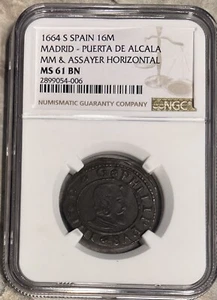 1664 S SPAIN 16M
MADRID - PUERTA DE ALCALA
MM & ASSAYER HORIZONTAL
MS 61 BN
2899054-006
NUMISMATIC GUARANTY COMPANY
NGC